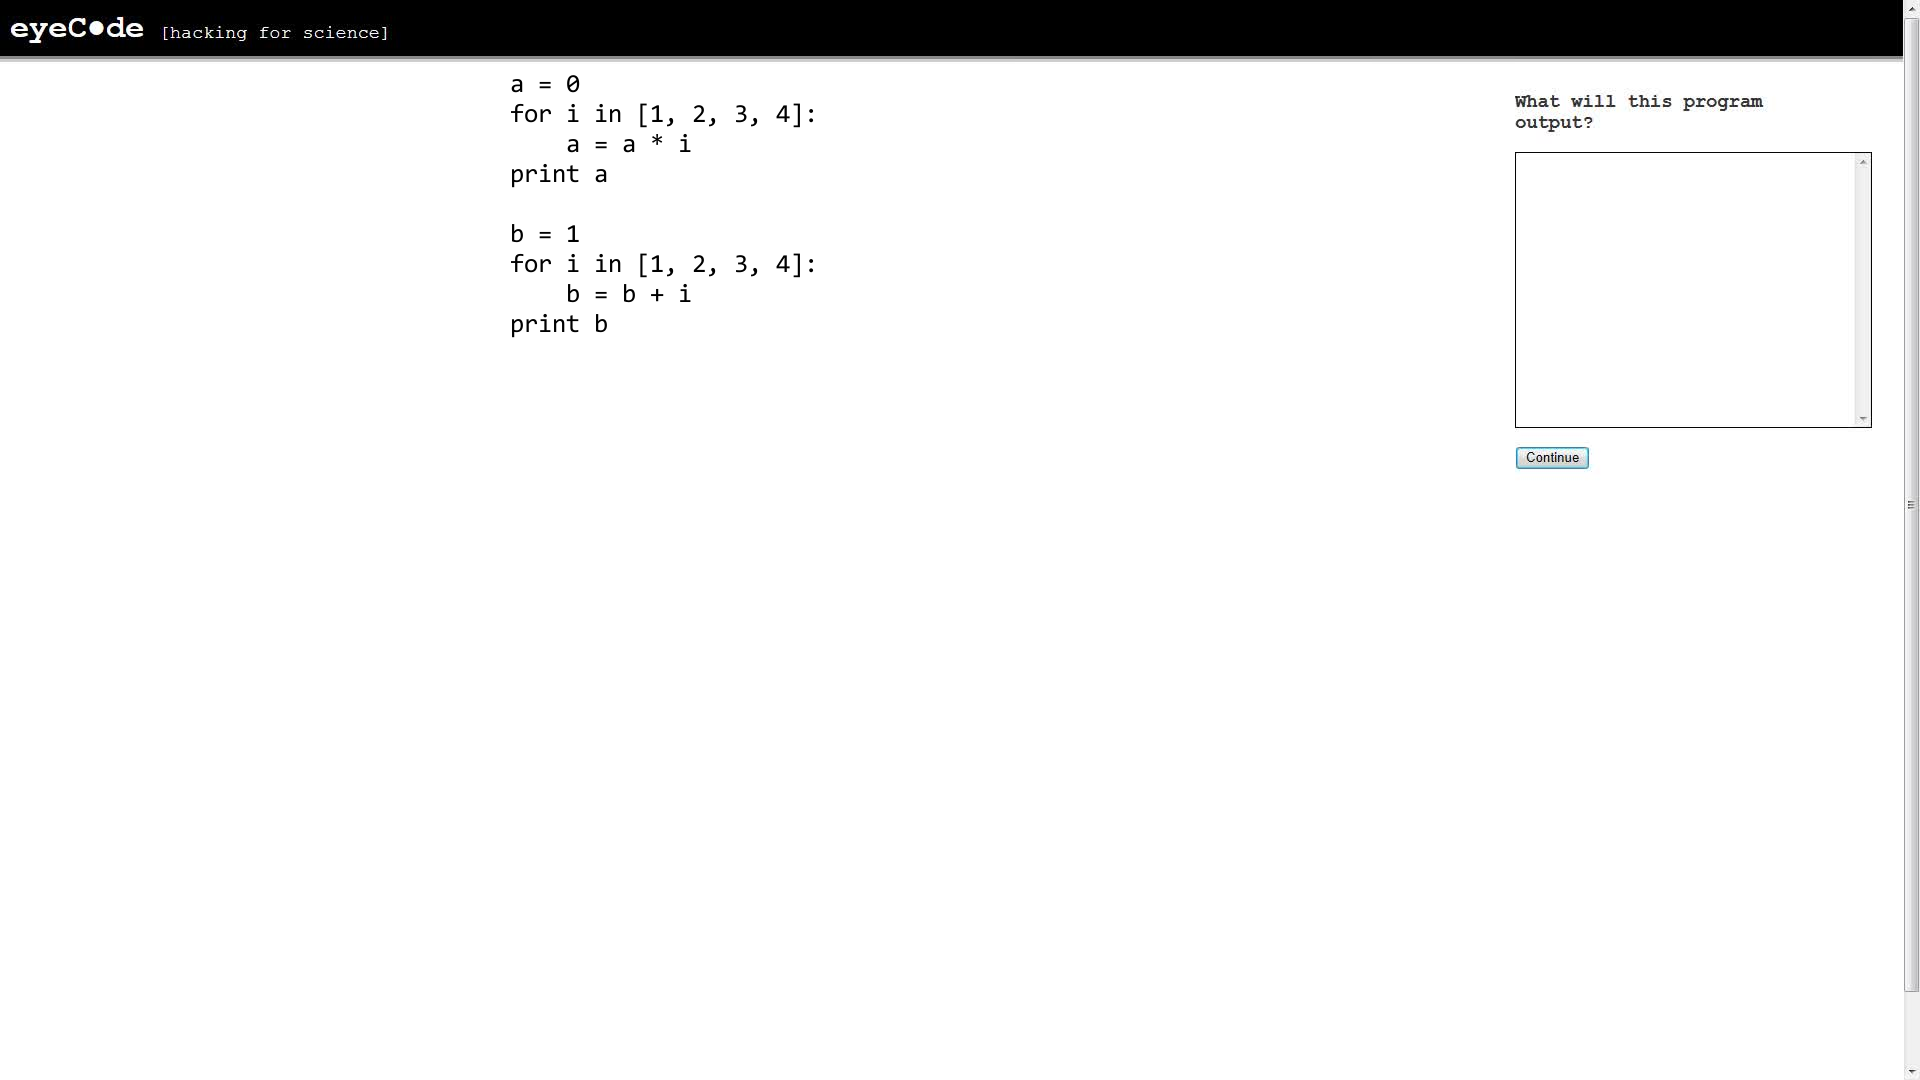 eyeC●de [hacking for science]
a = 0
for i in [1, 2, 3, 4]:
    a = a * i
print a

b = 1
for i in [1, 2, 3, 4]:
    b = b + i
print b
What will this program
output?
Continue